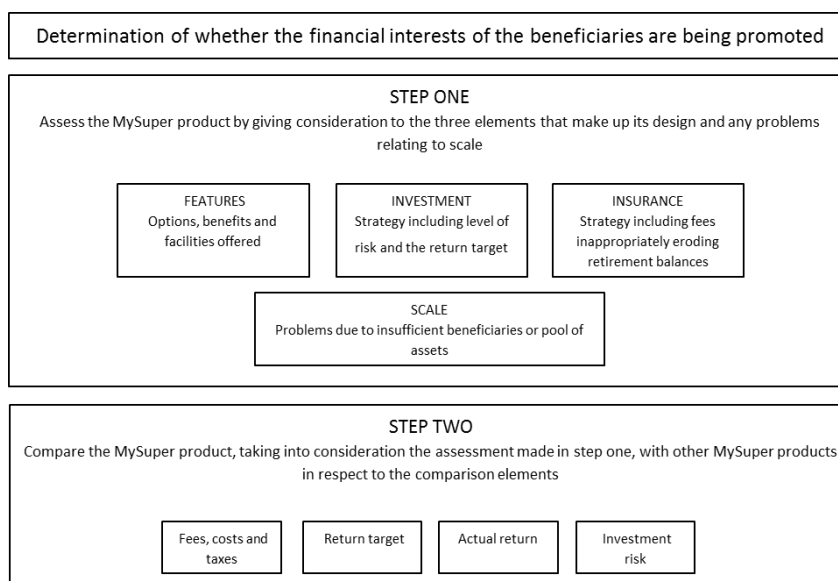 Determination of whether the financial interests of the beneficiaries are being promoted
STEP ONE
Assess the MySuper product by giving consideration to the three elements that make up its design and any problems
relating to scale
FEATURES
Options, benefits and
facilities offered
INVESTMENT
Strategy including level of
risk and the return target
INSURANCE
Strategy including fees
inappropriately eroding
retirement balances
SCALE
Problems due to insufficient beneficiaries or pool of
assets
STEP TWO
Compare the MySuper product, taking into consideration the assessment made in step one, with other MySuper products
in respect to the comparison elements
Fees, costs and
taxes
Return target
Actual return
Investment
risk